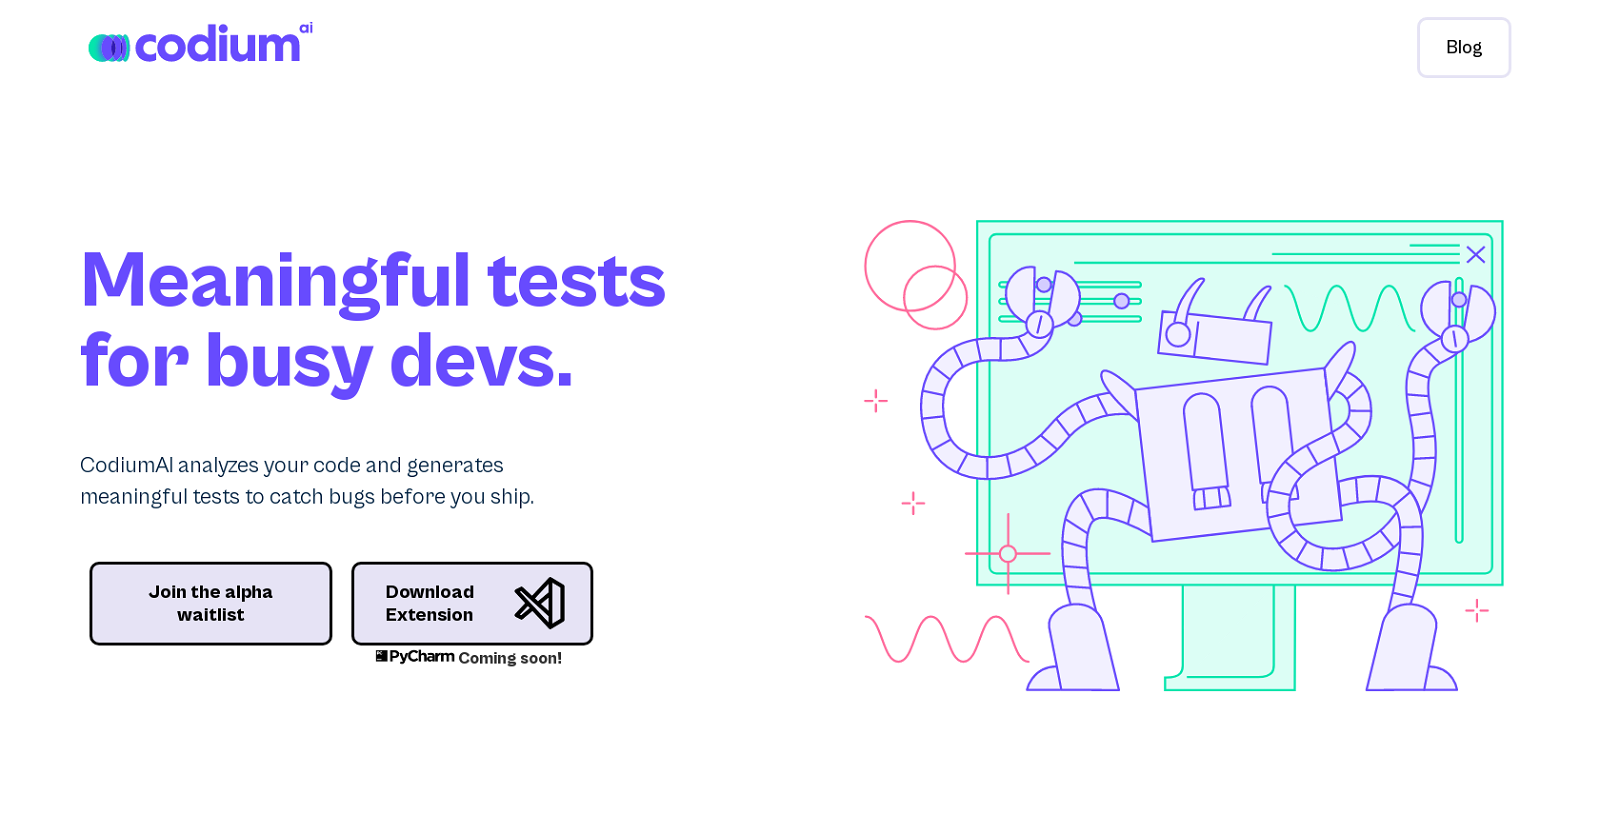 codium ai
Blog
Meaningful tests
for busy devs.
CodiumAI analyzes your code and generates
meaningful tests to catch bugs before you ship.
Join the alpha
waitlist
Download
Extension
PyCharm Coming soon!